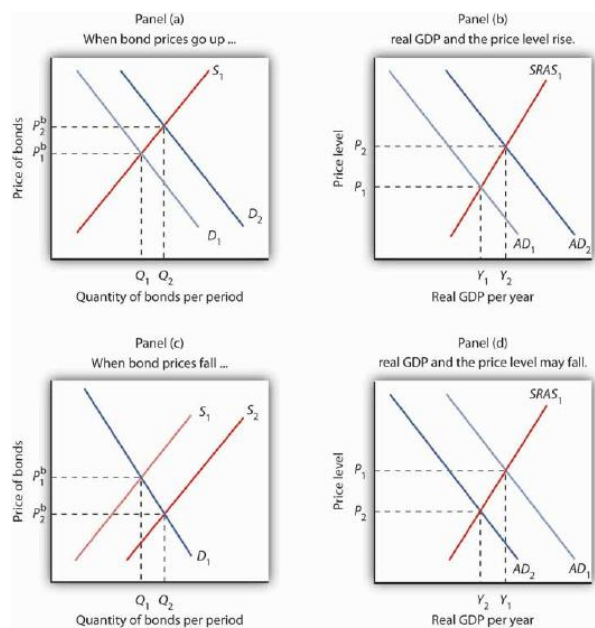 Panel (a)
When bond prices go up ...
Price of bonds
P₂ᵇ
P₁ᵇ
S₁
D₁
D₂
Q₁ Q₂
Quantity of bonds per period
Panel (b)
real GDP and the price level rise.
Price level
P₂
P₁
SRAS₁
AD₁
AD₂
Y₁ Y₂
Real GDP per year
Panel (c)
When bond prices fall ...
Price of bonds
P₁ᵇ
P₂ᵇ
S₁
S₂
D₁
Q₁ Q₂
Quantity of bonds per period
Panel (d)
real GDP and the price level may fall.
Price level
P₁
P₂
SRAS₁
AD₂
AD₁
Y₂ Y₁
Real GDP per year